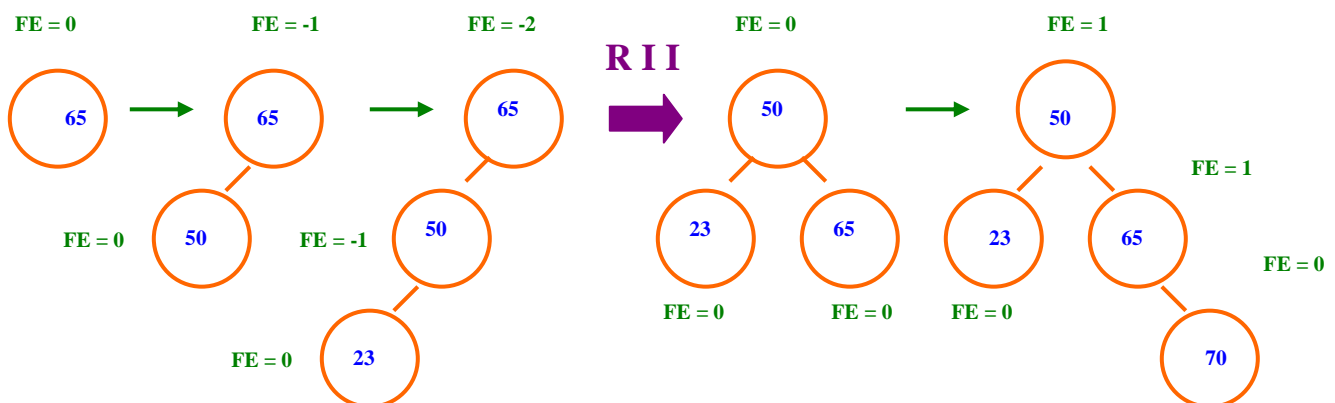 FE = 0
FE = -1
FE = -2
FE = 0
FE = 1
R I I
65
65
65
50
50
FE = 1
FE = 0
50
FE = -1
50
23
65
23
65
FE = 0
FE = 0
FE = 0
FE = 0
FE = 0
23
70